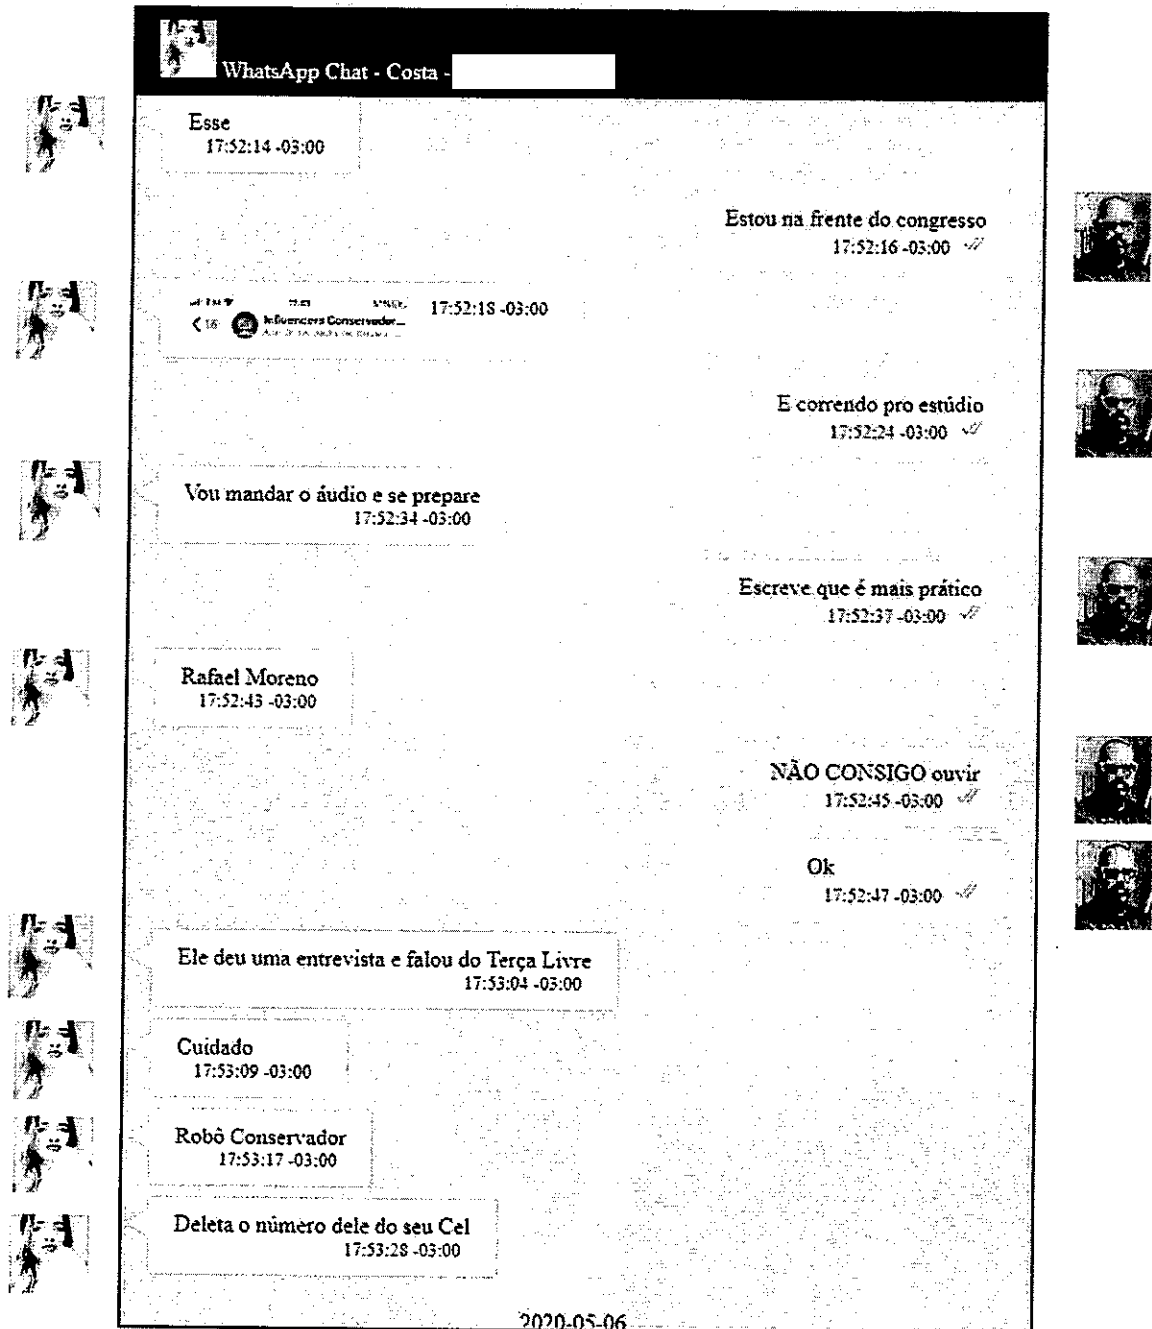 WhatsApp Chat - Costa -
Esse
17:52:14 -03:00
Estou na frente do congresso
17:52:16 -03:00
17:52:18 -03:00
Influencers Conservador...
E correndo pro estúdio
17:52:24 -03:00
Vou mandar o áudio e se prepare
17:52:34 -03:00
Escreve que é mais prático
17:52:37 -03:00
Rafael Moreno
17:52:43 -03:00
NÃO CONSIGO ouvir
17:52:45 -03:00
Ok
17:52:47 -03:00
Ele deu uma entrevista e falou do Terça Livre
17:53:04 -03:00
Cuidado
17:53:09 -03:00
Robô Conservador
17:53:17 -03:00
Deleta o número dele do seu Cel
17:53:28 -03:00
2020-05-06